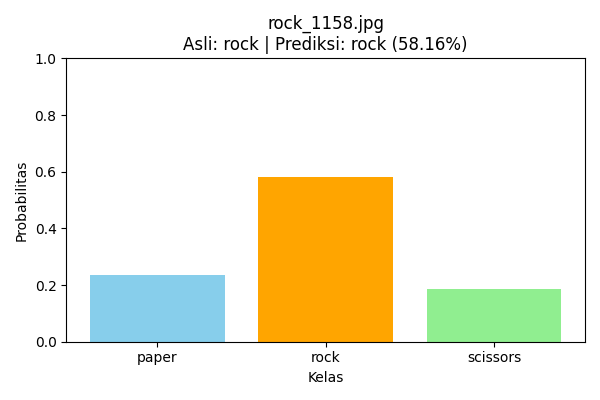 rock_1158.jpg
Asli: rock | Prediksi: rock (58.16%)
1.0
0.8
0.6
0.4
0.2
0.0
Probabilitas
paper rock scissors
Kelas